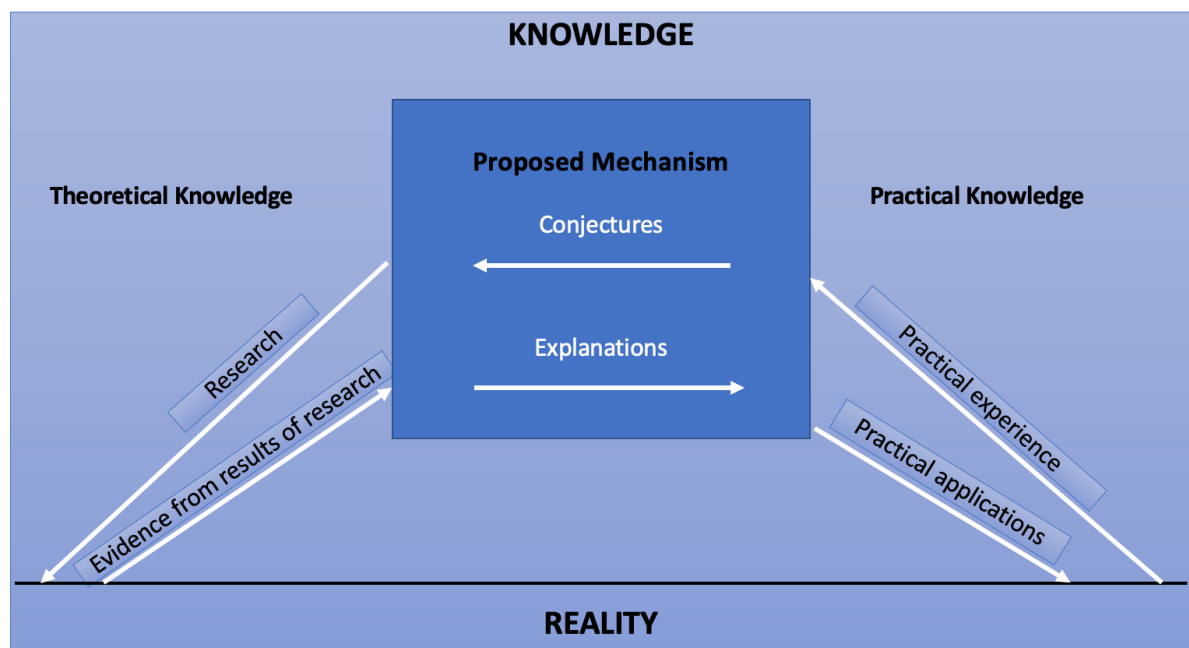 KNOWLEDGE
Proposed Mechanism
Theoretical Knowledge
Practical Knowledge
Conjectures
Explanations
Research
Evidence from results of research
Practical experience
Practical applications
REALITY